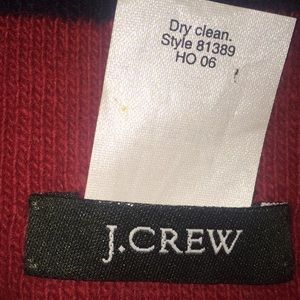 Dry clean.
Style 81389
HO 06
J.CREW